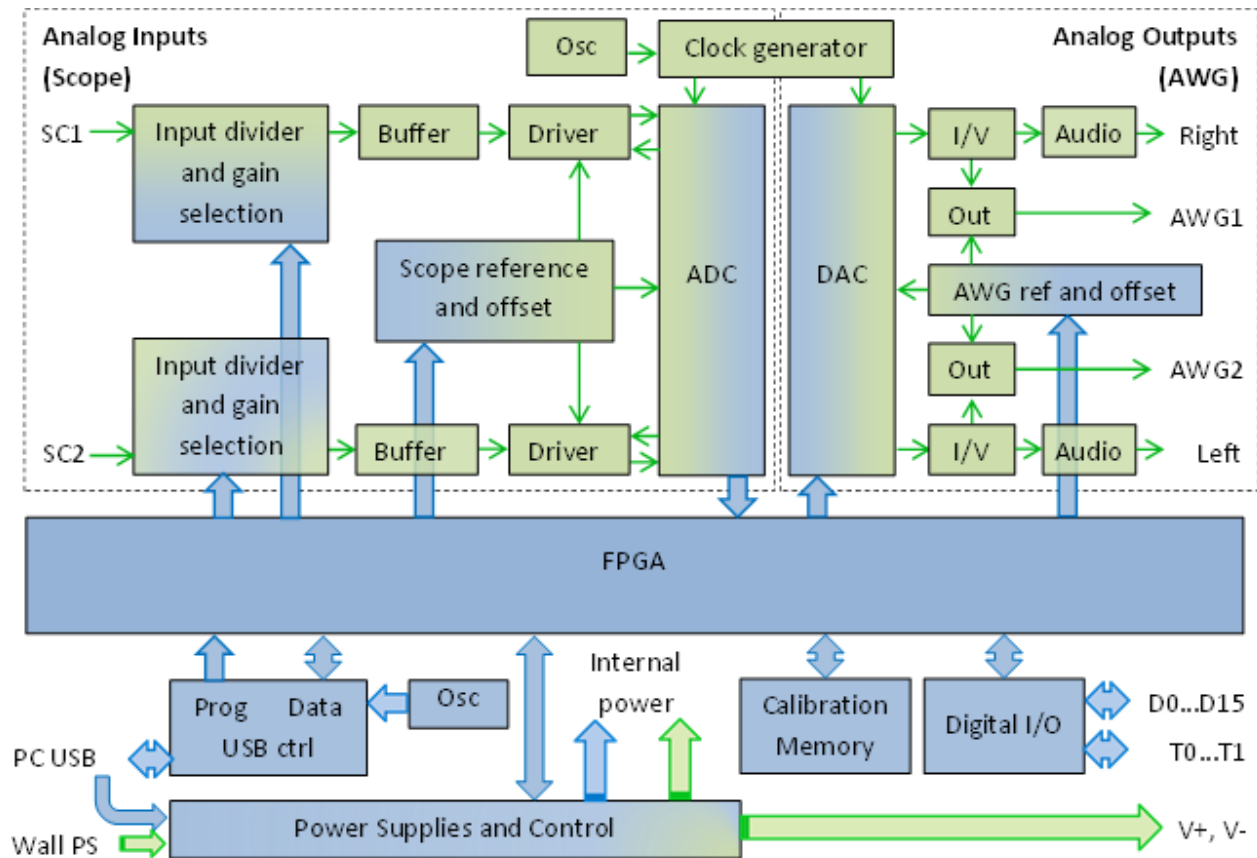 Analog Inputs
(Scope)
Osc
Clock generator
Analog Outputs
(AWG)
SC1
Input divider
and gain
selection
Buffer
Driver
ADC
DAC
I/V
Audio
Right
Out
AWG1
Scope reference
and offset
AWG ref and offset
Input divider
and gain
selection
Out
AWG2
SC2
Buffer
Driver
I/V
Audio
Left
FPGA
Prog Data
USB ctrl
Osc
Internal
power
Calibration
Memory
Digital I/O
D0...D15
T0...T1
PC USB
Power Supplies and Control
Wall PS
V+, V-